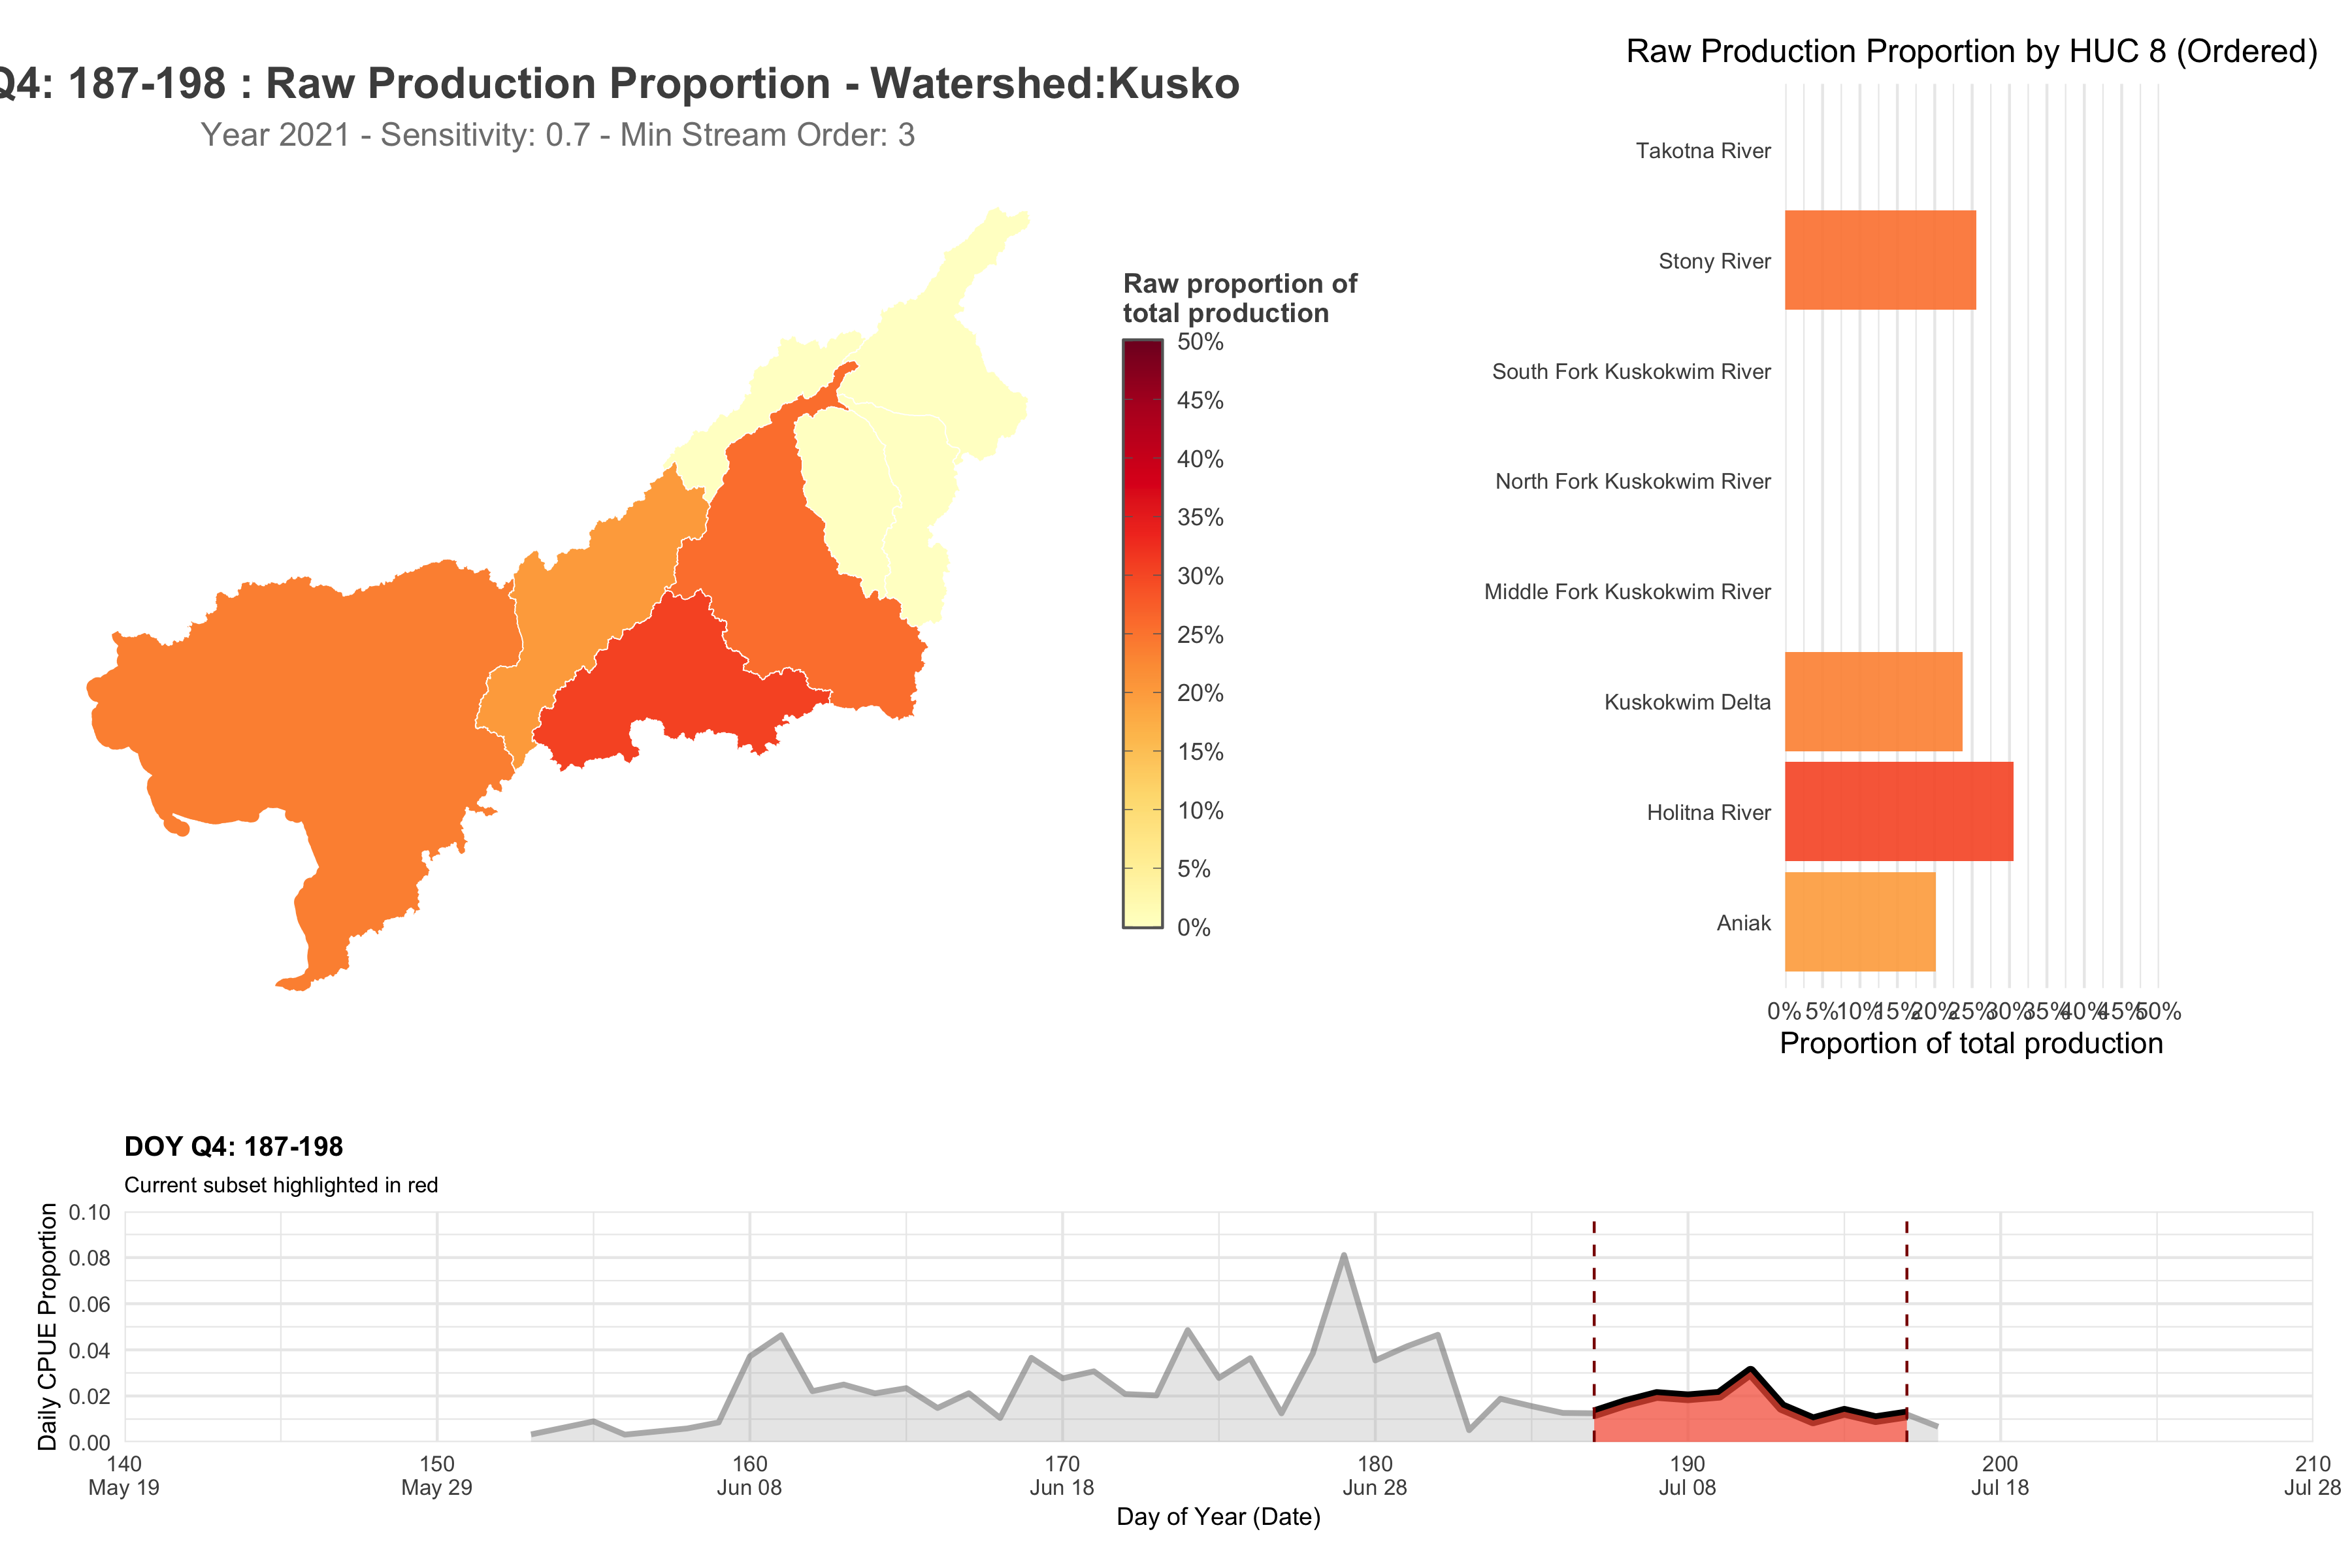 Q4: 187-198 : Raw Production Proportion - Watershed:Kusko
Year 2021 - Sensitivity: 0.7 - Min Stream Order: 3
Raw proportion of
total production
50%
45%
40%
35%
30%
25%
20%
15%
10%
5%
0%
Raw Production Proportion by HUC 8 (Ordered)
Takotna River
Stony River
South Fork Kuskokwim River
North Fork Kuskokwim River
Middle Fork Kuskokwim River
Kuskokwim Delta
Holitna River
Aniak
0% 5% 10% 15% 20% 25% 30% 35% 40% 45% 50%
Proportion of total production
DOY Q4: 187-198
Current subset highlighted in red
Daily CPUE Proportion
0.10
0.08
0.06
0.04
0.02
0.00
140 150 160 170 180 190 200 210
May 19 May 29 Jun 08 Jun 18 Jun 28 Jul 08 Jul 18 Jul 28
Day of Year (Date)